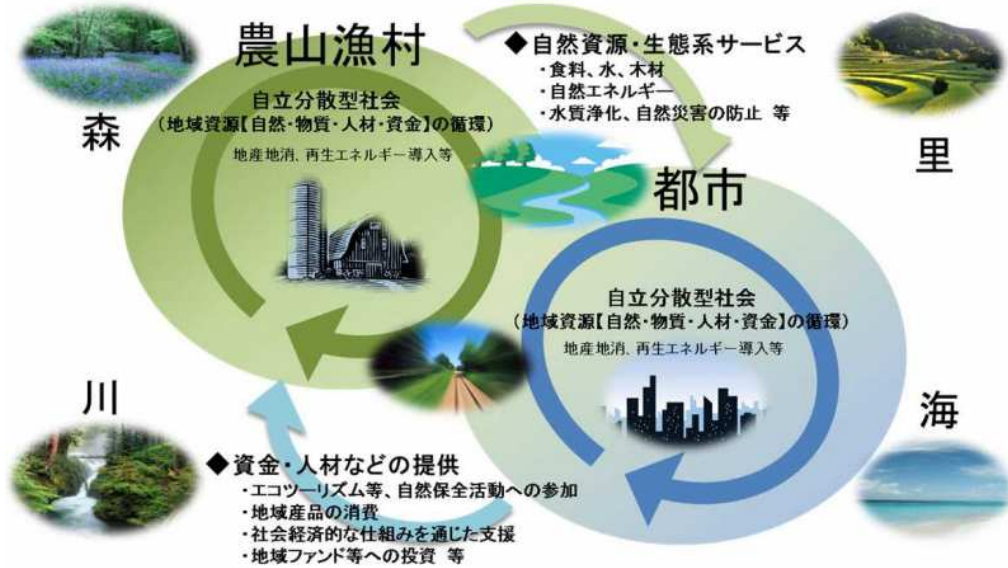 農山漁村
自立分散型社会
(地域資源【自然・物質・人材・資金】の循環)
地産地消、再生エネルギー導入等
森
◆自然資源・生態系サービス
・食料、水、木材
・自然エネルギー
・水質浄化、自然災害の防止 等
里
都市
自立分散型社会
(地域資源【自然・物質・人材・資金】の循環)
地産地消、再生エネルギー導入等
川
◆資金・人材などの提供
・エコツーリズム等、自然保全活動への参加
・地域産品の消費
・社会経済的な仕組みを通じた支援
・地域ファンド等への投資 等
海